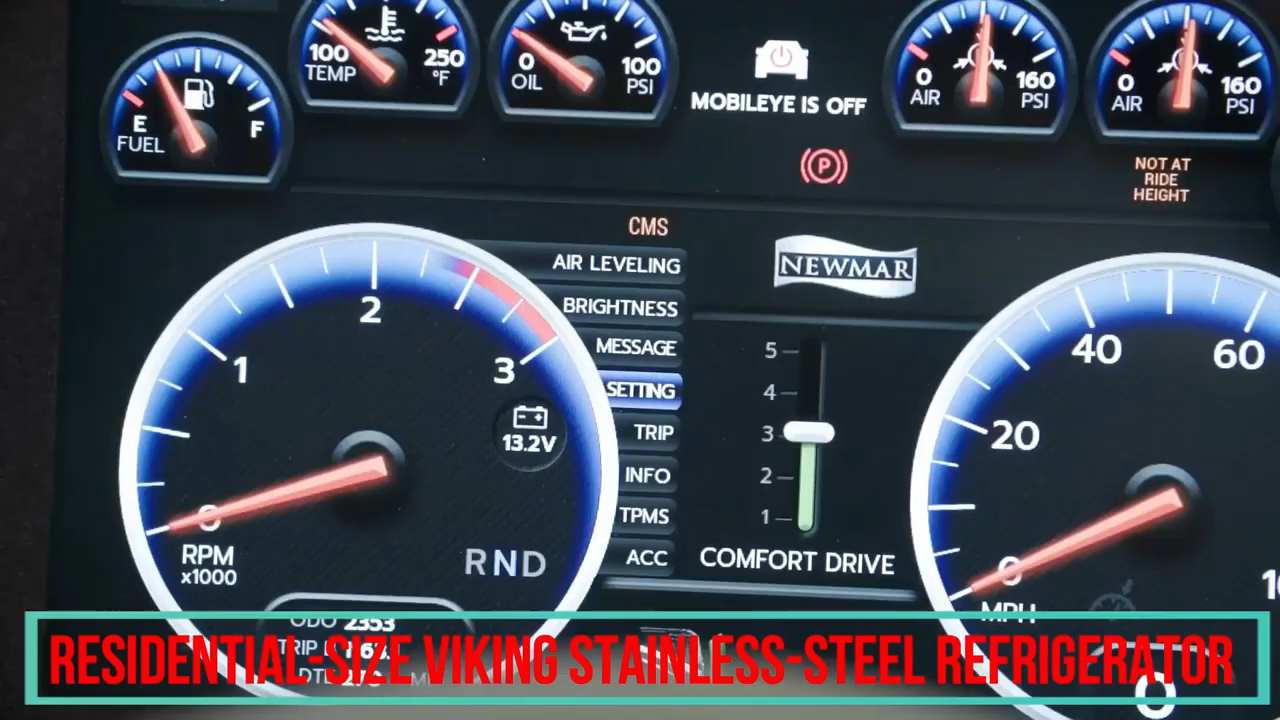 E
F
FUEL
100
TEMP
250
°F
0
OIL
100
PSI
MOBILEYE IS OFF
P
0
AIR
160
PSI
0
AIR
160
PSI
NOT AT
RIDE
HEIGHT
CMS
AIR LEVELING
BRIGHTNESS
MESSAGE
SETTING
TRIP
INFO
TPMS
ACC
NEWMAR
5
4
3
2
1
COMFORT DRIVE
0
1
2
3
13.2V
RPM
x1000
RND
ODO 2353
TRIP
DTE
0
20
40
60
MPH
0
RESIDENTIAL-SIZE VIKING STAINLESS-STEEL REFRIGERATOR